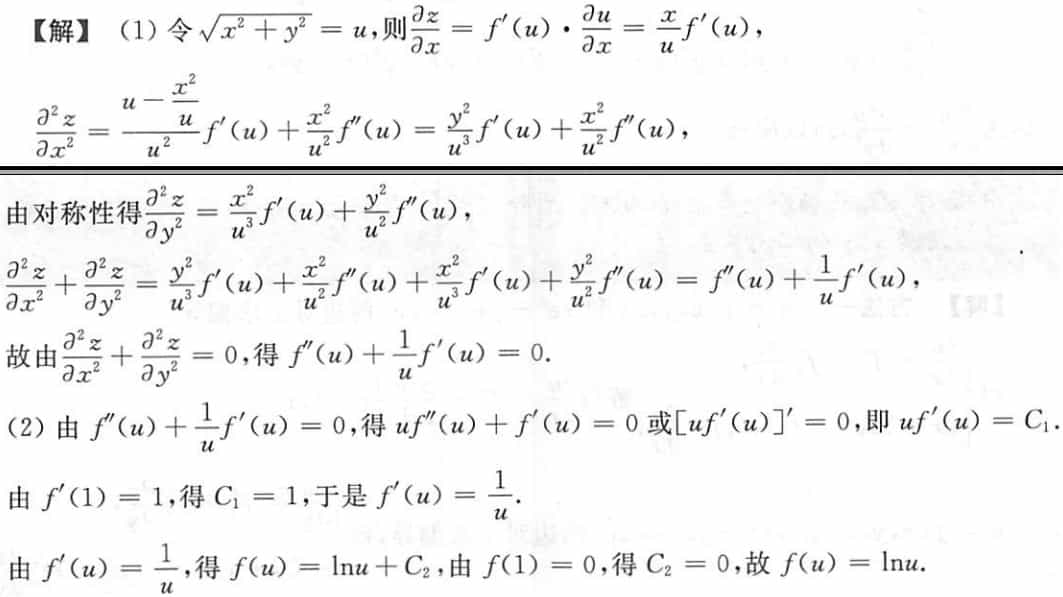 【解】 (1) 令 $\sqrt{x^2+y^2}=u$,则 $\frac{\partial z}{\partial x}=f'(u)\cdot\frac{\partial u}{\partial x}=\frac{x}{u}f'(u)$,
$\frac{\partial^2 z}{\partial x^2}=\frac{u-\frac{x^2}{u}}{u^2}f'(u)+\frac{x^2}{u^2}f''(u)=\frac{y^2}{u^3}f'(u)+\frac{x^2}{u^2}f''(u)$,
由对称性得 $\frac{\partial^2 z}{\partial y^2}=\frac{x^2}{u^3}f'(u)+\frac{y^2}{u^2}f''(u)$,
$\frac{\partial^2 z}{\partial x^2}+\frac{\partial^2 z}{\partial y^2}=\frac{y^2}{u^3}f'(u)+\frac{x^2}{u^2}f''(u)+\frac{x^2}{u^3}f'(u)+\frac{y^2}{u^2}f''(u)=f''(u)+\frac{1}{u}f'(u)$,
故由 $\frac{\partial^2 z}{\partial x^2}+\frac{\partial^2 z}{\partial y^2}=0$,得 $f''(u)+\frac{1}{u}f'(u)=0$.
(2) 由 $f''(u)+\frac{1}{u}f'(u)=0$,得 $uf''(u)+f'(u)=0$ 或 $[uf'(u)]'=0$,即 $uf'(u)=C_1$.
由 $f'(1)=1$,得 $C_1=1$,于是 $f'(u)=\frac{1}{u}$.
由 $f'(u)=\frac{1}{u}$,得 $f(u)=\ln u+C_2$,由 $f(1)=0$,得 $C_2=0$,故 $f(u)=\ln u$.